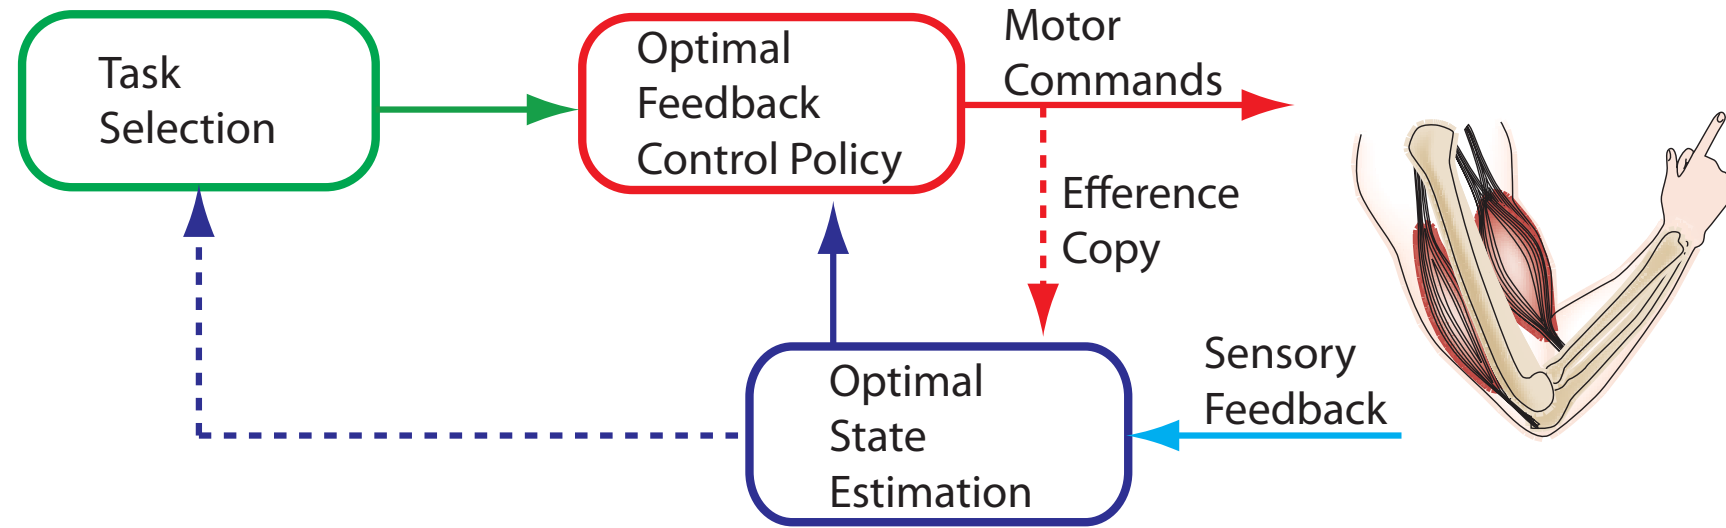 Task
Selection
Optimal
Feedback
Control Policy
Motor
Commands
Efference
Copy
Optimal
State
Estimation
Sensory
Feedback